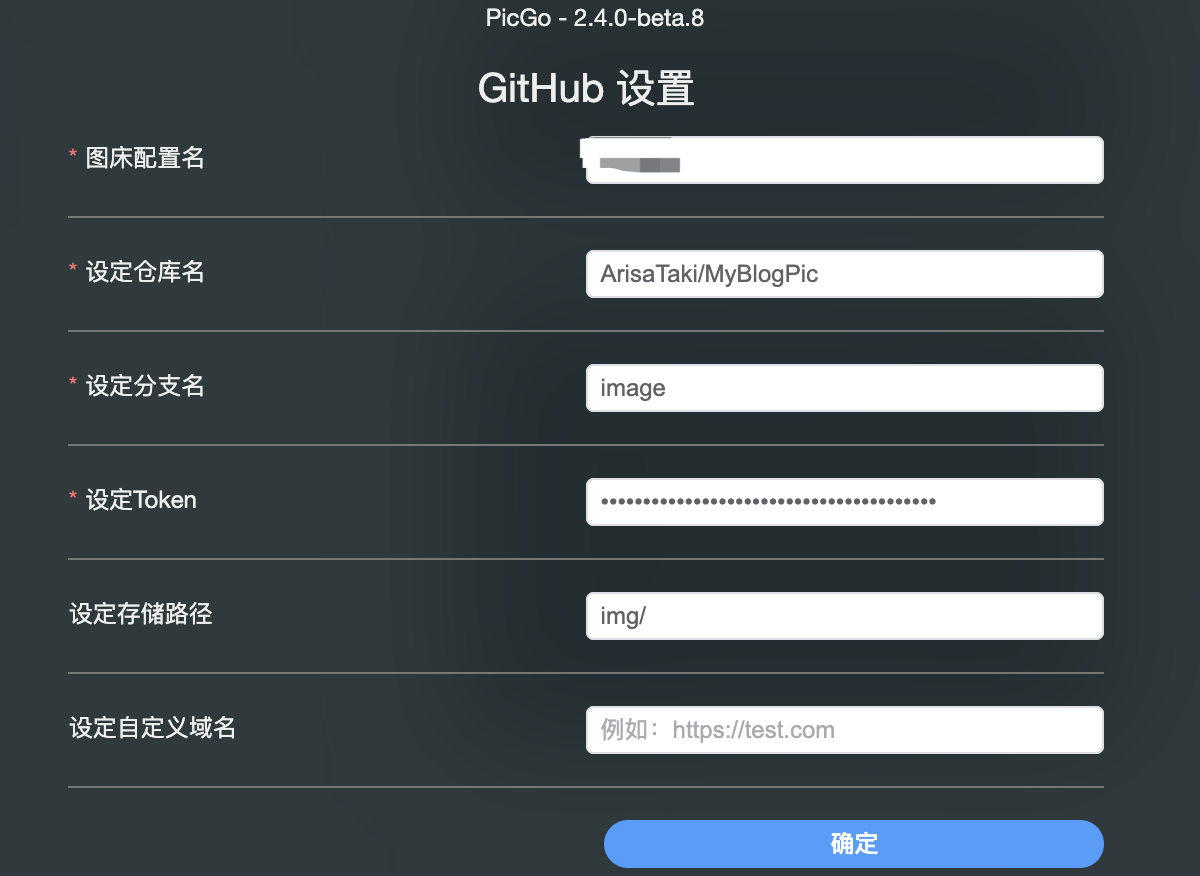 PicGo - 2.4.0-beta.8
GitHub 设置
* 图床配置名
* 设定仓库名
ArisaTaki/MyBlogPic
* 设定分支名
image
* 设定Token
••••••••••••••••••••••••••••••••••••••••
设定存储路径
img/
设定自定义域名
例如：https://test.com
确定